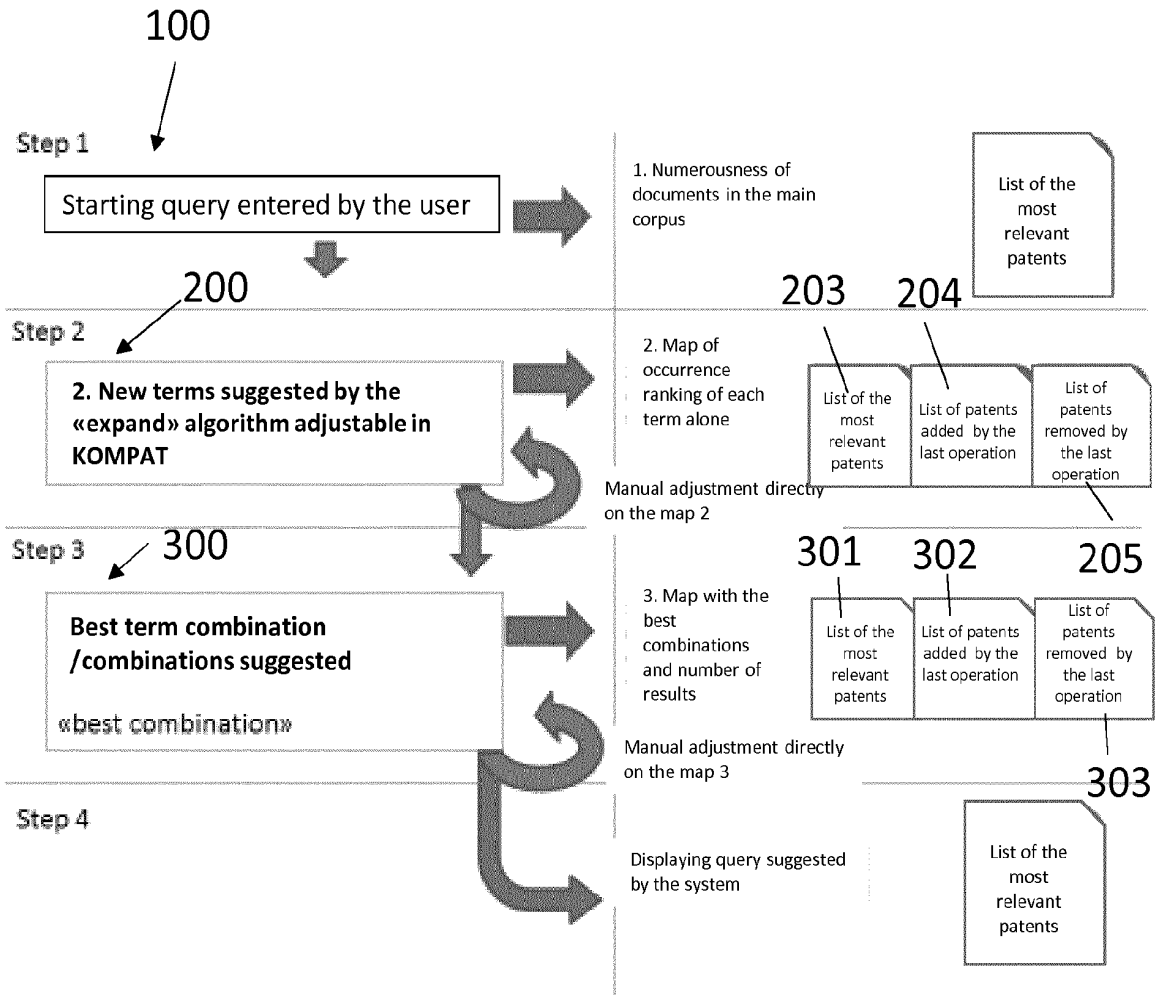 100
Step 1
Starting query entered by the user
1. Numerousness of
documents in the main
corpus
List of the
most
relevant
patents
200
203
204
Step 2
2. New terms suggested by the
«expand» algorithm adjustable in
KOMPAT
2. Map of
occurrence
ranking of each
term alone
List of the
most
relevant
patents
List of patents
added by the
last operation
List of
patents
removed by
the last
operation
Manual adjustment directly
on the map 2
Step 3
300
301
302
205
Best term combination
/combinations suggested
«best combination»
3. Map with the
best
combinations
and number of
results
List of the
most
relevant
patents
List of patents
added by the
last operation
List of
patents
removed by
the last
operation
Manual adjustment directly
on the map 3
303
Step 4
Displaying query suggested
by the system
List of the
most
relevant
patents